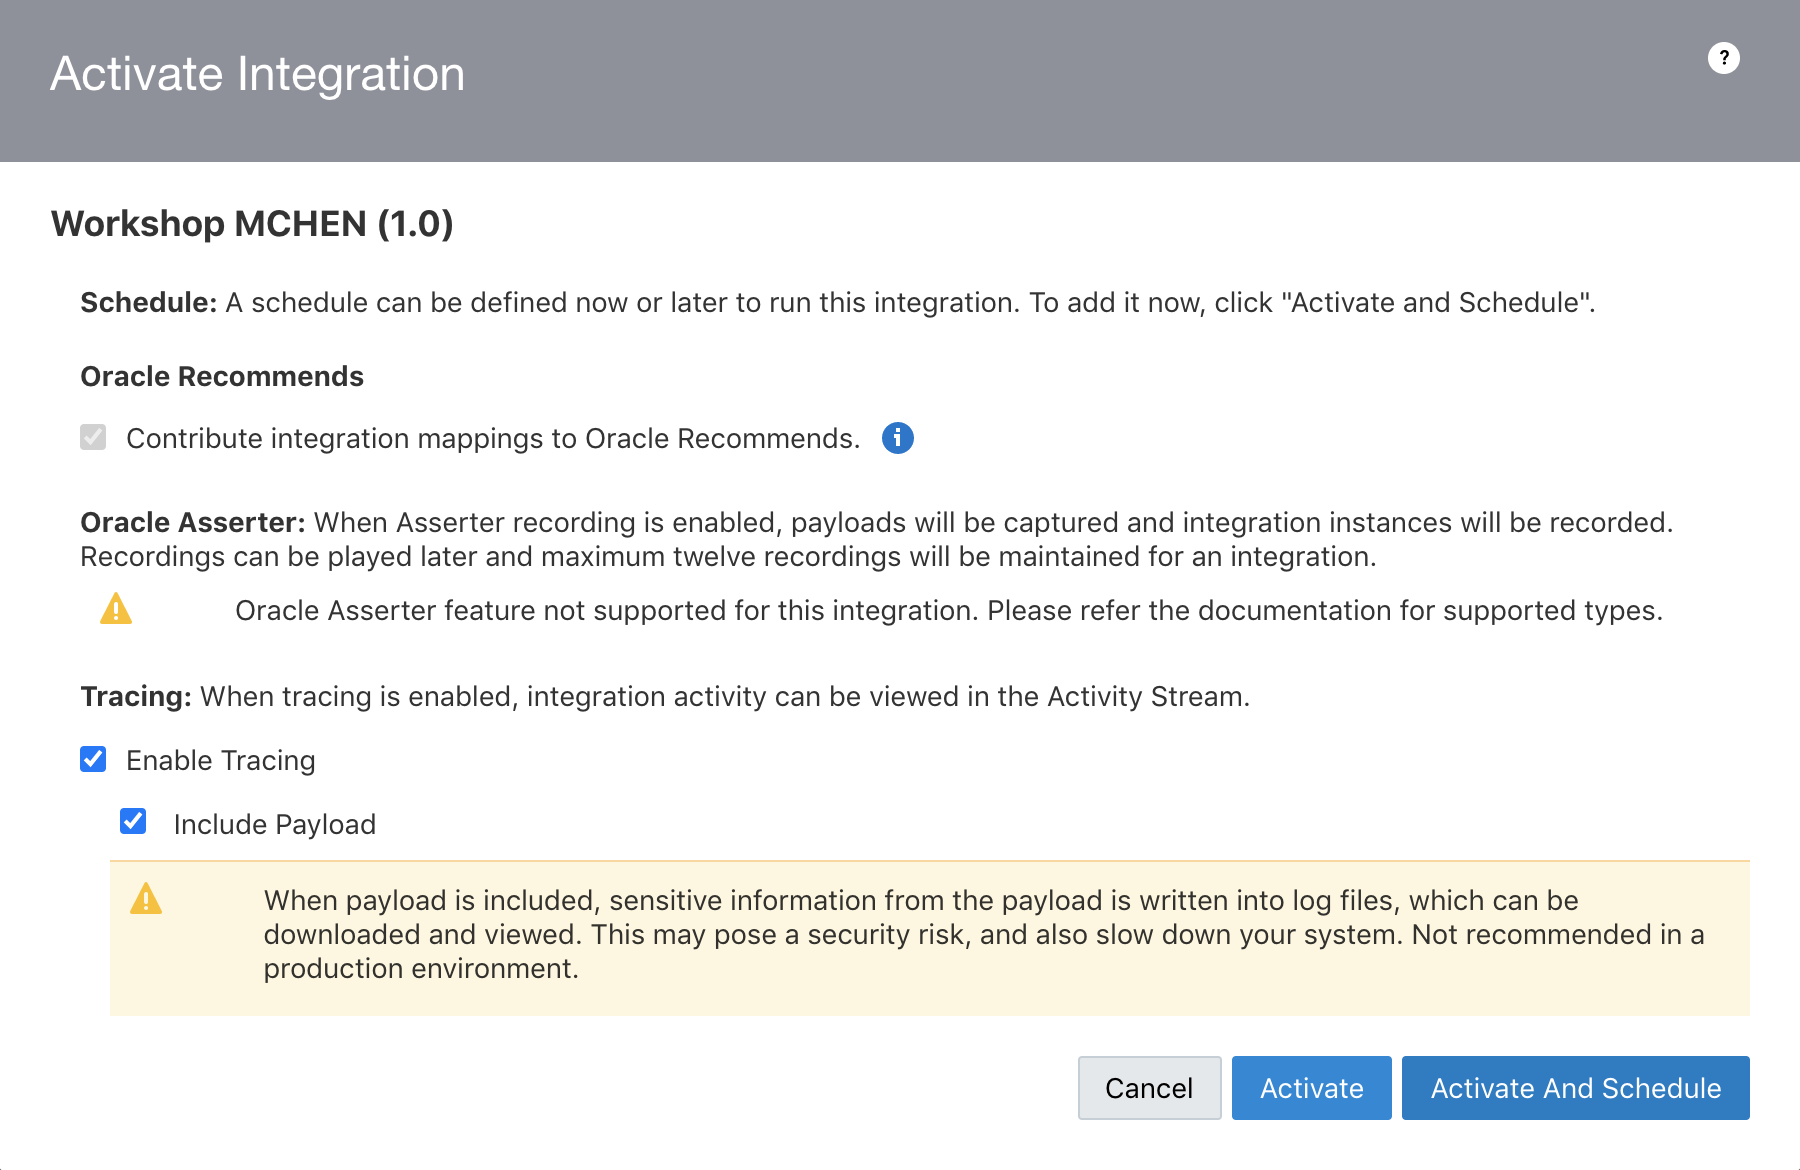 Activate Integration
?
Workshop MCHEN (1.0)
Schedule: A schedule can be defined now or later to run this integration. To add it now, click "Activate and Schedule".
Oracle Recommends
Contribute integration mappings to Oracle Recommends.
Oracle Asserter: When Asserter recording is enabled, payloads will be captured and integration instances will be recorded.
Recordings can be played later and maximum twelve recordings will be maintained for an integration.
Oracle Asserter feature not supported for this integration. Please refer the documentation for supported types.
Tracing: When tracing is enabled, integration activity can be viewed in the Activity Stream.
Enable Tracing
Include Payload
When payload is included, sensitive information from the payload is written into log files, which can be
downloaded and viewed. This may pose a security risk, and also slow down your system. Not recommended in a
production environment.
Cancel Activate Activate And Schedule